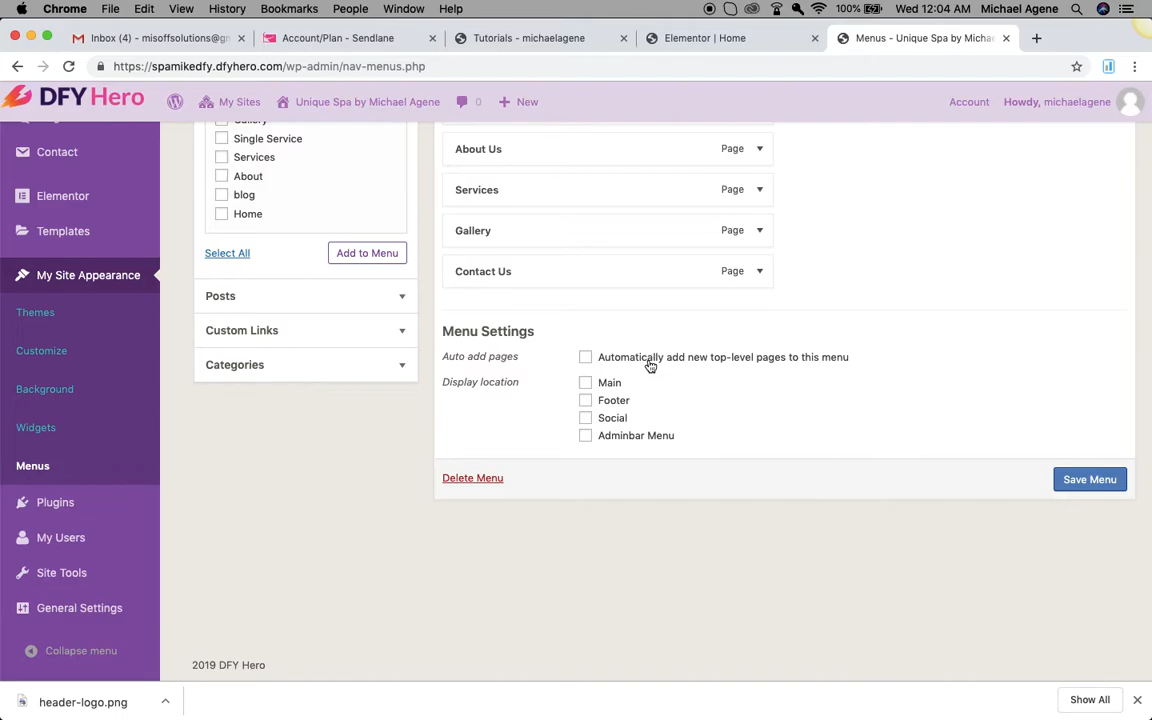 Chrome File Edit View History Bookmarks People Window Help 100% Wed 12:04 AM Michael Agene
Inbox (4) - misoffsolutions@gm
Account/Plan - Sendlane
Tutorials - michaelagene
Elementor | Home
Menus - Unique Spa by Michae
https://spamikedfy.dfyhero.com/wp-admin/nav-menus.php
DFY Hero My Sites Unique Spa by Michael Agene 0 New Account Howdy, michaelagene
Contact
Elementor
Templates
My Site Appearance
Themes
Customize
Background
Widgets
Menus
Plugins
My Users
Site Tools
General Settings
Collapse menu
Gallery
Single Service
Services
About
blog
Home
Select All Add to Menu
Posts
Custom Links
Categories
About Us Page
Services Page
Gallery Page
Contact Us Page
Menu Settings
Auto add pages Automatically add new top-level pages to this menu
Display location Main
Footer
Social
Adminbar Menu
Delete Menu Save Menu
2019 DFY Hero
header-logo.png Show All